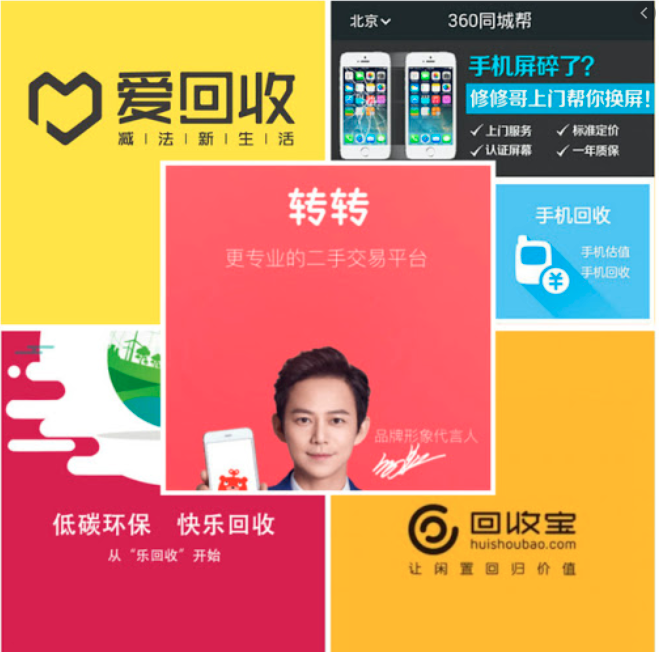 爱回收
减法新生活
北京
360同城帮
手机屏碎了?
修修哥上门帮你换屏!
✓上门服务 ✓标准定价
✓认证屏幕 ✓一年质保
手机回收
手机估值
手机回收
转转
更专业的二手交易平台
品牌形象代言人
低碳环保 快乐回收
从“乐回收”开始
回收宝
huishoubao.com
让闲置回归价值